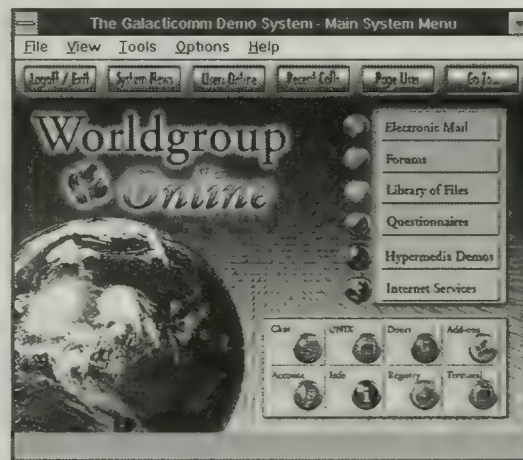 The Galacticomm Demo System - Main System Menu
File View Tools Options Help
Logoff / Exit System News Users Online Recent Calls Page User Go To...
Worldgroup
Online
Electronic Mail
Forums
Library of Files
Questionnaires
Hypermedia Demos
Internet Services
Chat UNIX Doors Add-ons
Account Info Registry Terminal